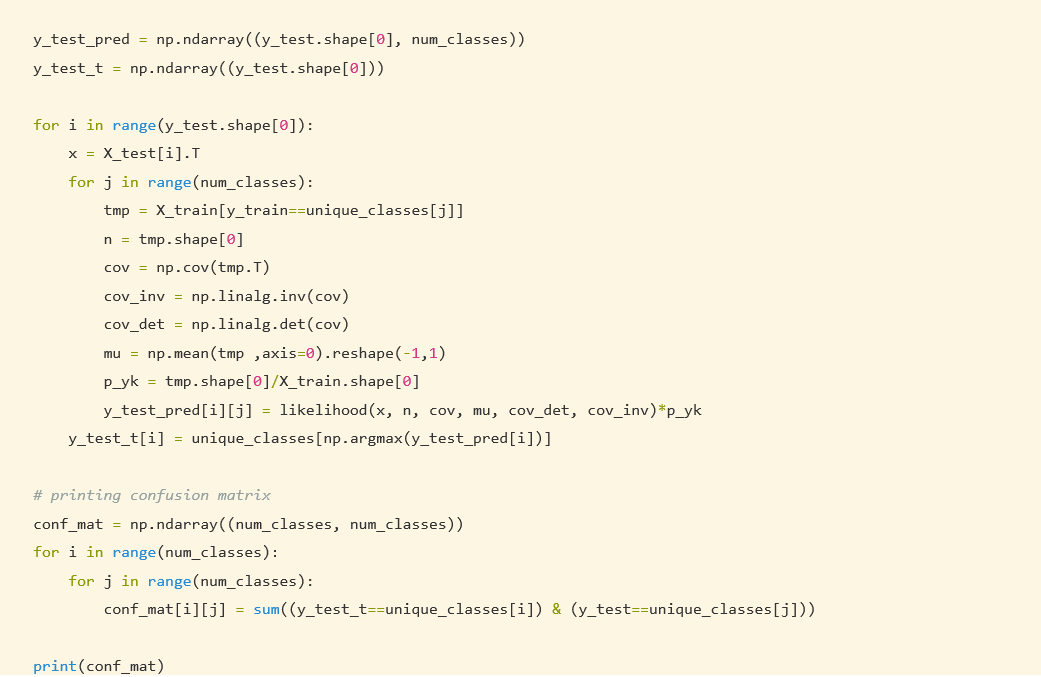 y_test_pred = np.ndarray((y_test.shape[0], num_classes))
y_test_t = np.ndarray((y_test.shape[0]))

for i in range(y_test.shape[0]):
    x = X_test[i].T
    for j in range(num_classes):
        tmp = X_train[y_train==unique_classes[j]]
        n = tmp.shape[0]
        cov = np.cov(tmp.T)
        cov_inv = np.linalg.inv(cov)
        cov_det = np.linalg.det(cov)
        mu = np.mean(tmp ,axis=0).reshape(-1,1)
        p_yk = tmp.shape[0]/X_train.shape[0]
        y_test_pred[i][j] = likelihood(x, n, cov, mu, cov_det, cov_inv)*p_yk
    y_test_t[i] = unique_classes[np.argmax(y_test_pred[i])]

# printing confusion matrix
conf_mat = np.ndarray((num_classes, num_classes))
for i in range(num_classes):
    for j in range(num_classes):
        conf_mat[i][j] = sum((y_test_t==unique_classes[i]) & (y_test==unique_classes[j]))

print(conf_mat)